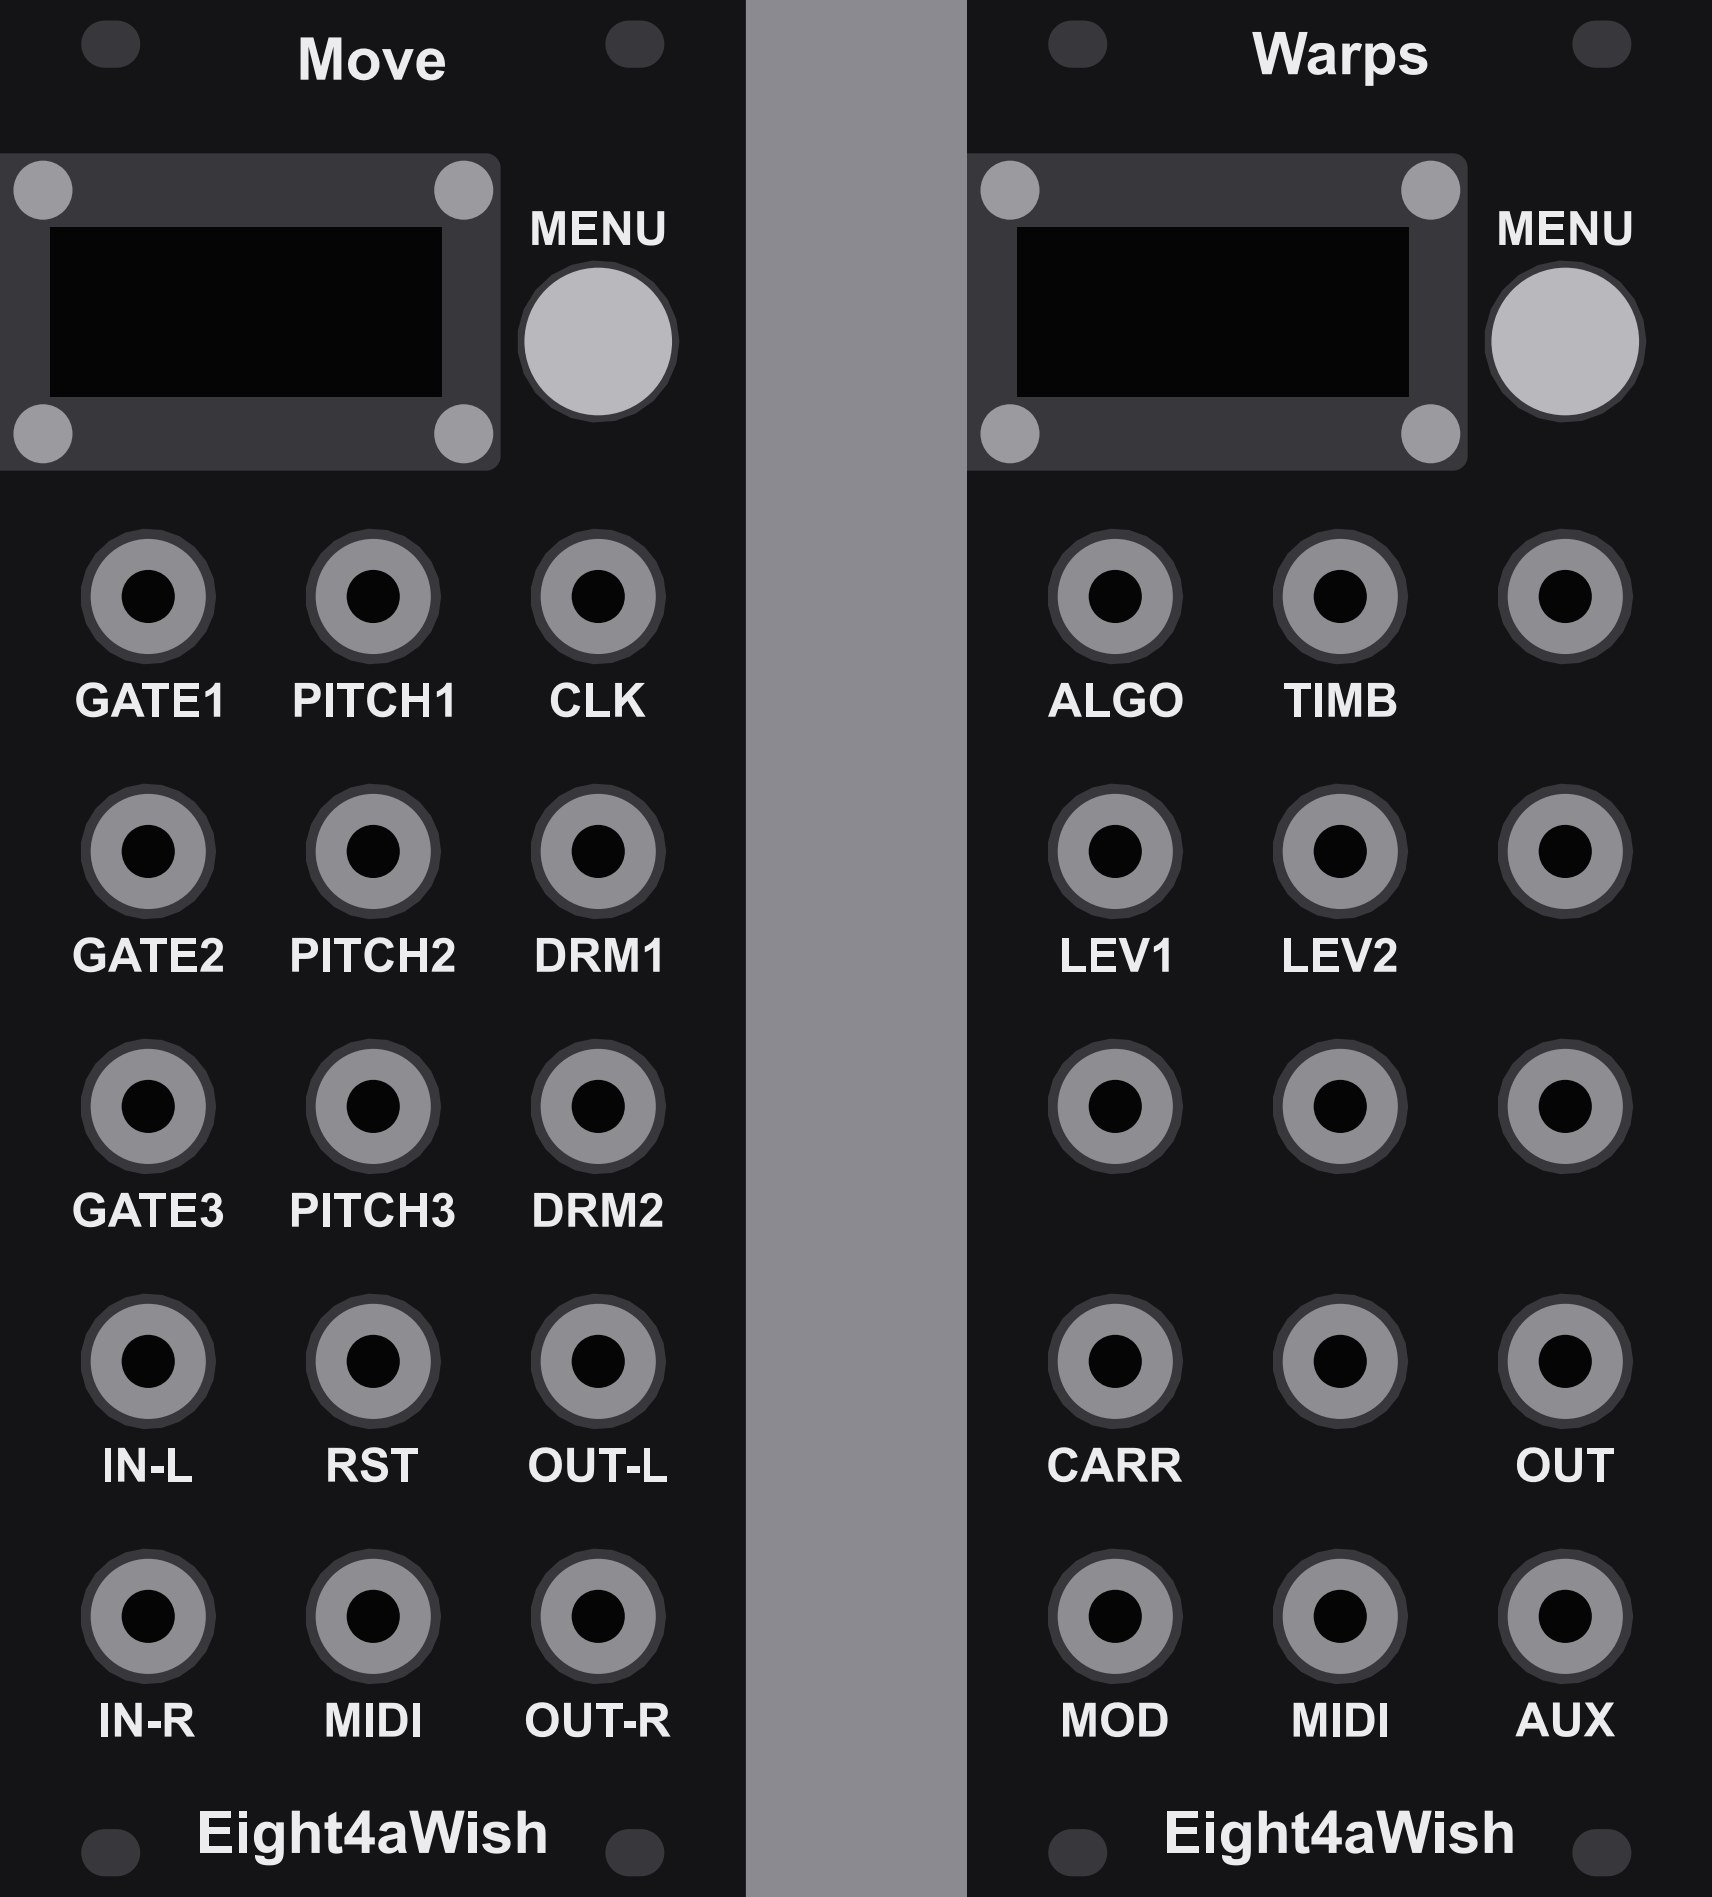 Move
MENU
GATE1 PITCH1 CLK
GATE2 PITCH2 DRM1
GATE3 PITCH3 DRM2
IN-L RST OUT-L
IN-R MIDI OUT-R
Eight4aWish
Warps
MENU
ALGO TIMB
LEV1 LEV2
CARR OUT
MOD MIDI AUX
Eight4aWish